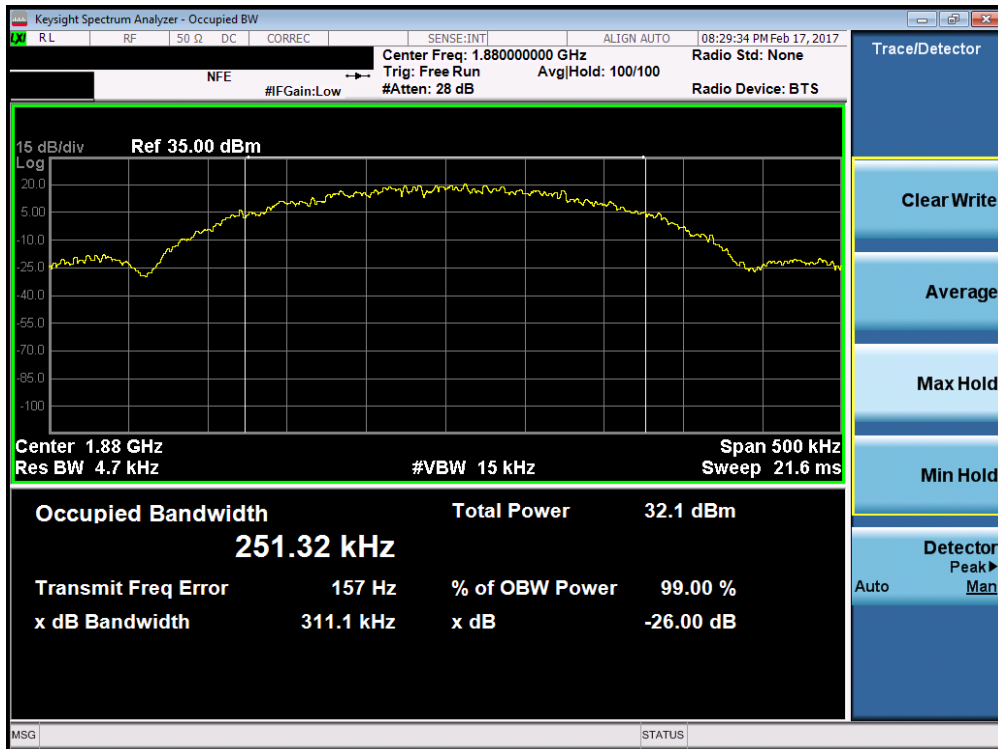 Keysight Spectrum Analyzer - Occupied BW
LXI RL RF 50 Ω DC CORREC SENSE:INT ALIGN AUTO 08:29:34 PM Feb 17, 2017
Center Freq: 1.880000000 GHz Radio Std: None
NFE Trig: Free Run Avg|Hold: 100/100
#IFGain:Low #Atten: 28 dB Radio Device: BTS
Trace/Detector
15 dB/div Ref 35.00 dBm
Log
20.0
5.00
-10.0
-25.0
-40.0
-55.0
-70.0
-85.0
-100
Center 1.88 GHz Span 500 kHz
Res BW 4.7 kHz #VBW 15 kHz Sweep 21.6 ms
Occupied Bandwidth Total Power 32.1 dBm
251.32 kHz
Transmit Freq Error 157 Hz % of OBW Power 99.00 %
x dB Bandwidth 311.1 kHz x dB -26.00 dB
Clear Write
Average
Max Hold
Min Hold
Detector
Peak▶
Auto Man
MSG STATUS